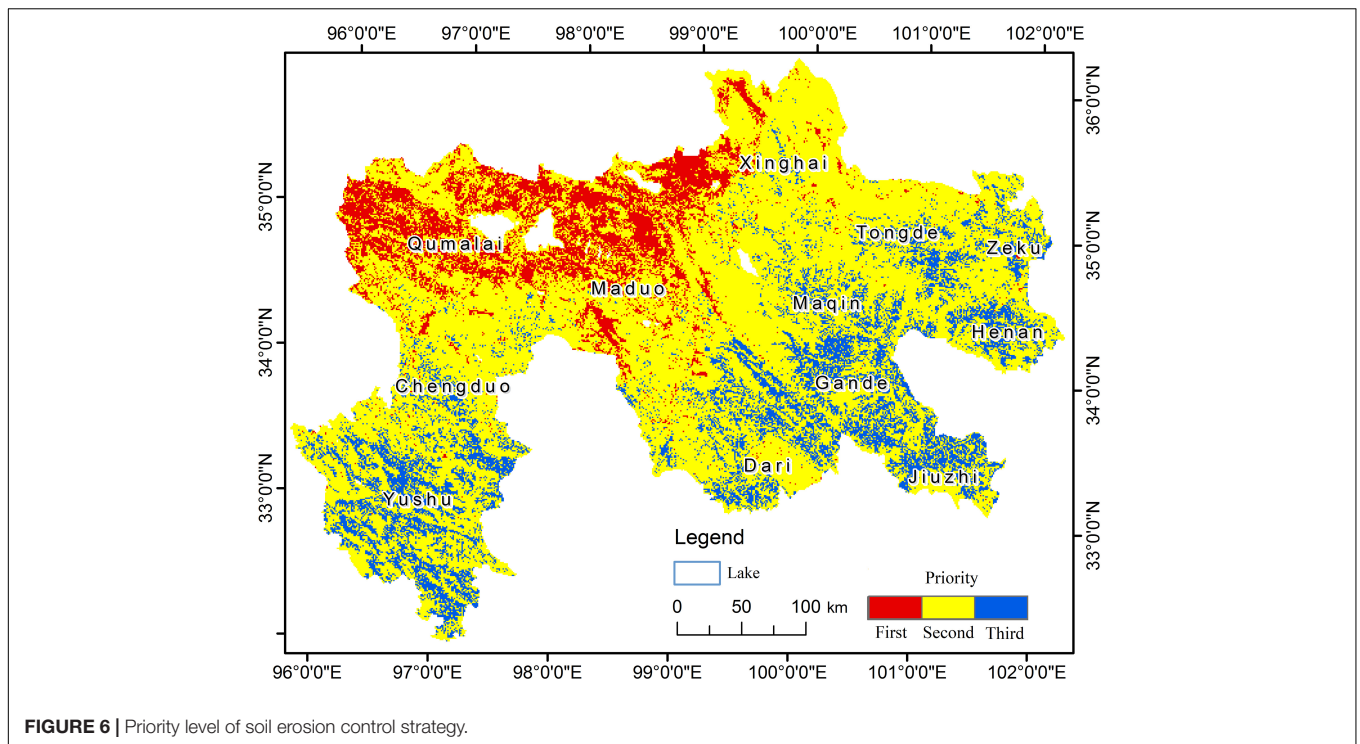 96°0'0"E 97°0'0"E 98°0'0"E 99°0'0"E 100°0'0"E 101°0'0"E 102°0'0"E
36°0'0"N
Xinghai
35°0'0"N
Tongde
Zeku
35°0'0"N
Qumalai
Maduo
Maqin
Henan
34°0'0"N
Chengduo
Gande
34°0'0"N
Dari
Jiuzhi
33°0'0"N
Yushu
33°0'0"N
Legend
Lake
0 50 100 km
Priority
First Second Third
96°0'0"E 97°0'0"E 98°0'0"E 99°0'0"E 100°0'0"E 101°0'0"E 102°0'0"E
FIGURE 6 | Priority level of soil erosion control strategy.